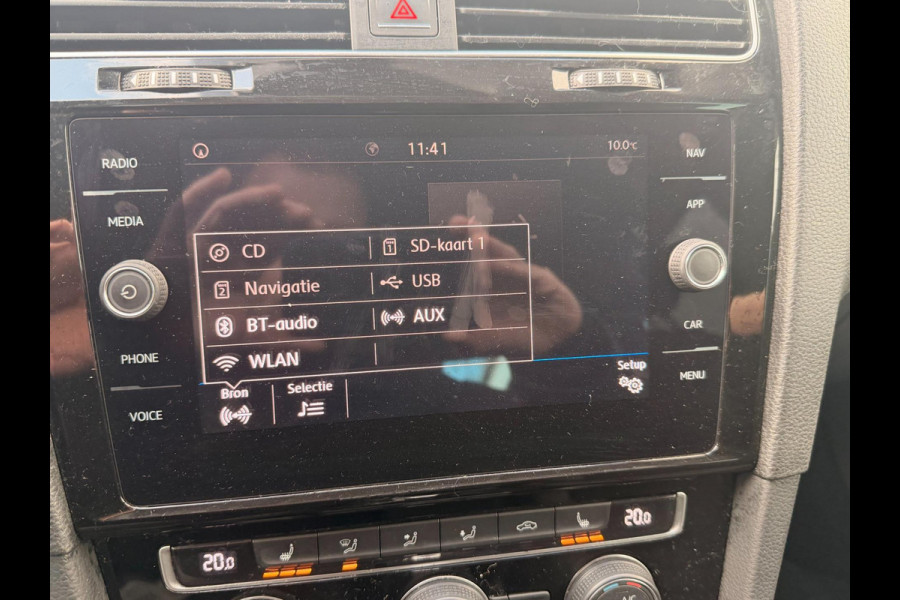 RADIO
MEDIA
PHONE
VOICE
11:41
10.0°C
CD
SD-kaart 1
Navigatie
USB
BT-audio
AUX
WLAN
Bron
Selectie
Setup
NAV
APP
CAR
MENU
20.0
20.0
A/C